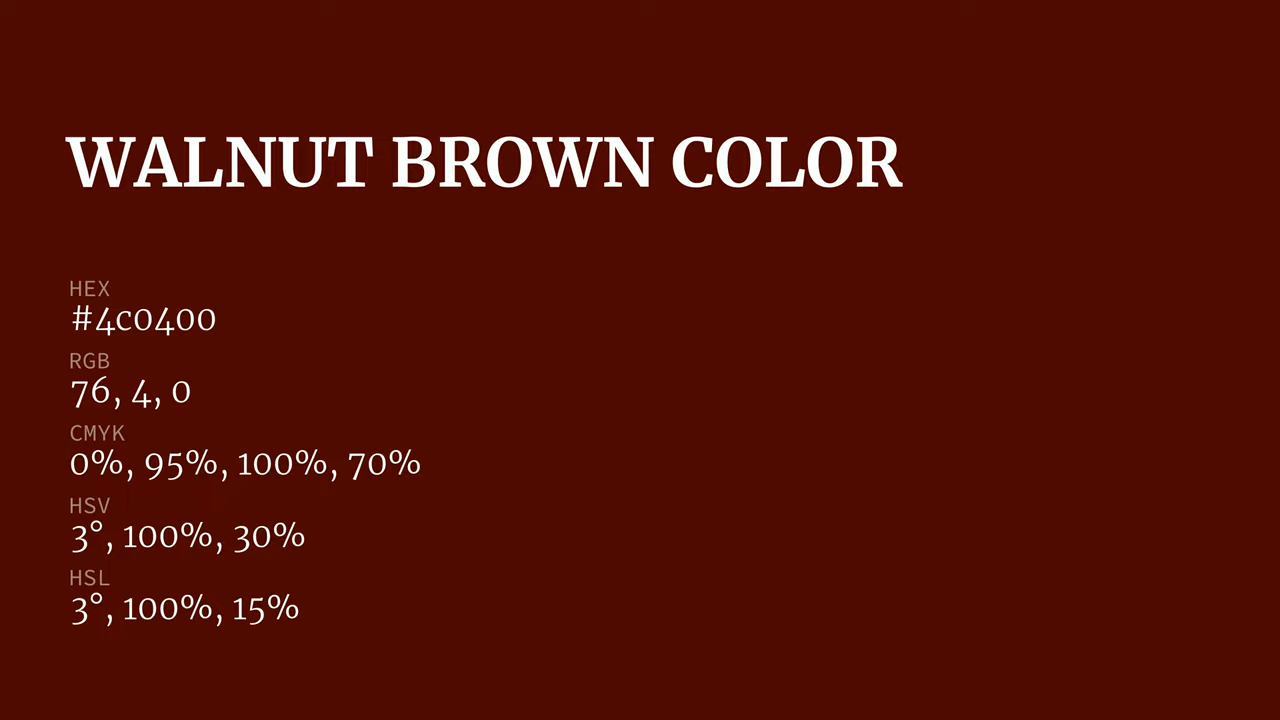 WALNUT BROWN COLOR
HEX
#4c0400
RGB
76, 4, 0
CMYK
0%, 95%, 100%, 70%
HSV
3°, 100%, 30%
HSL
3°, 100%, 15%